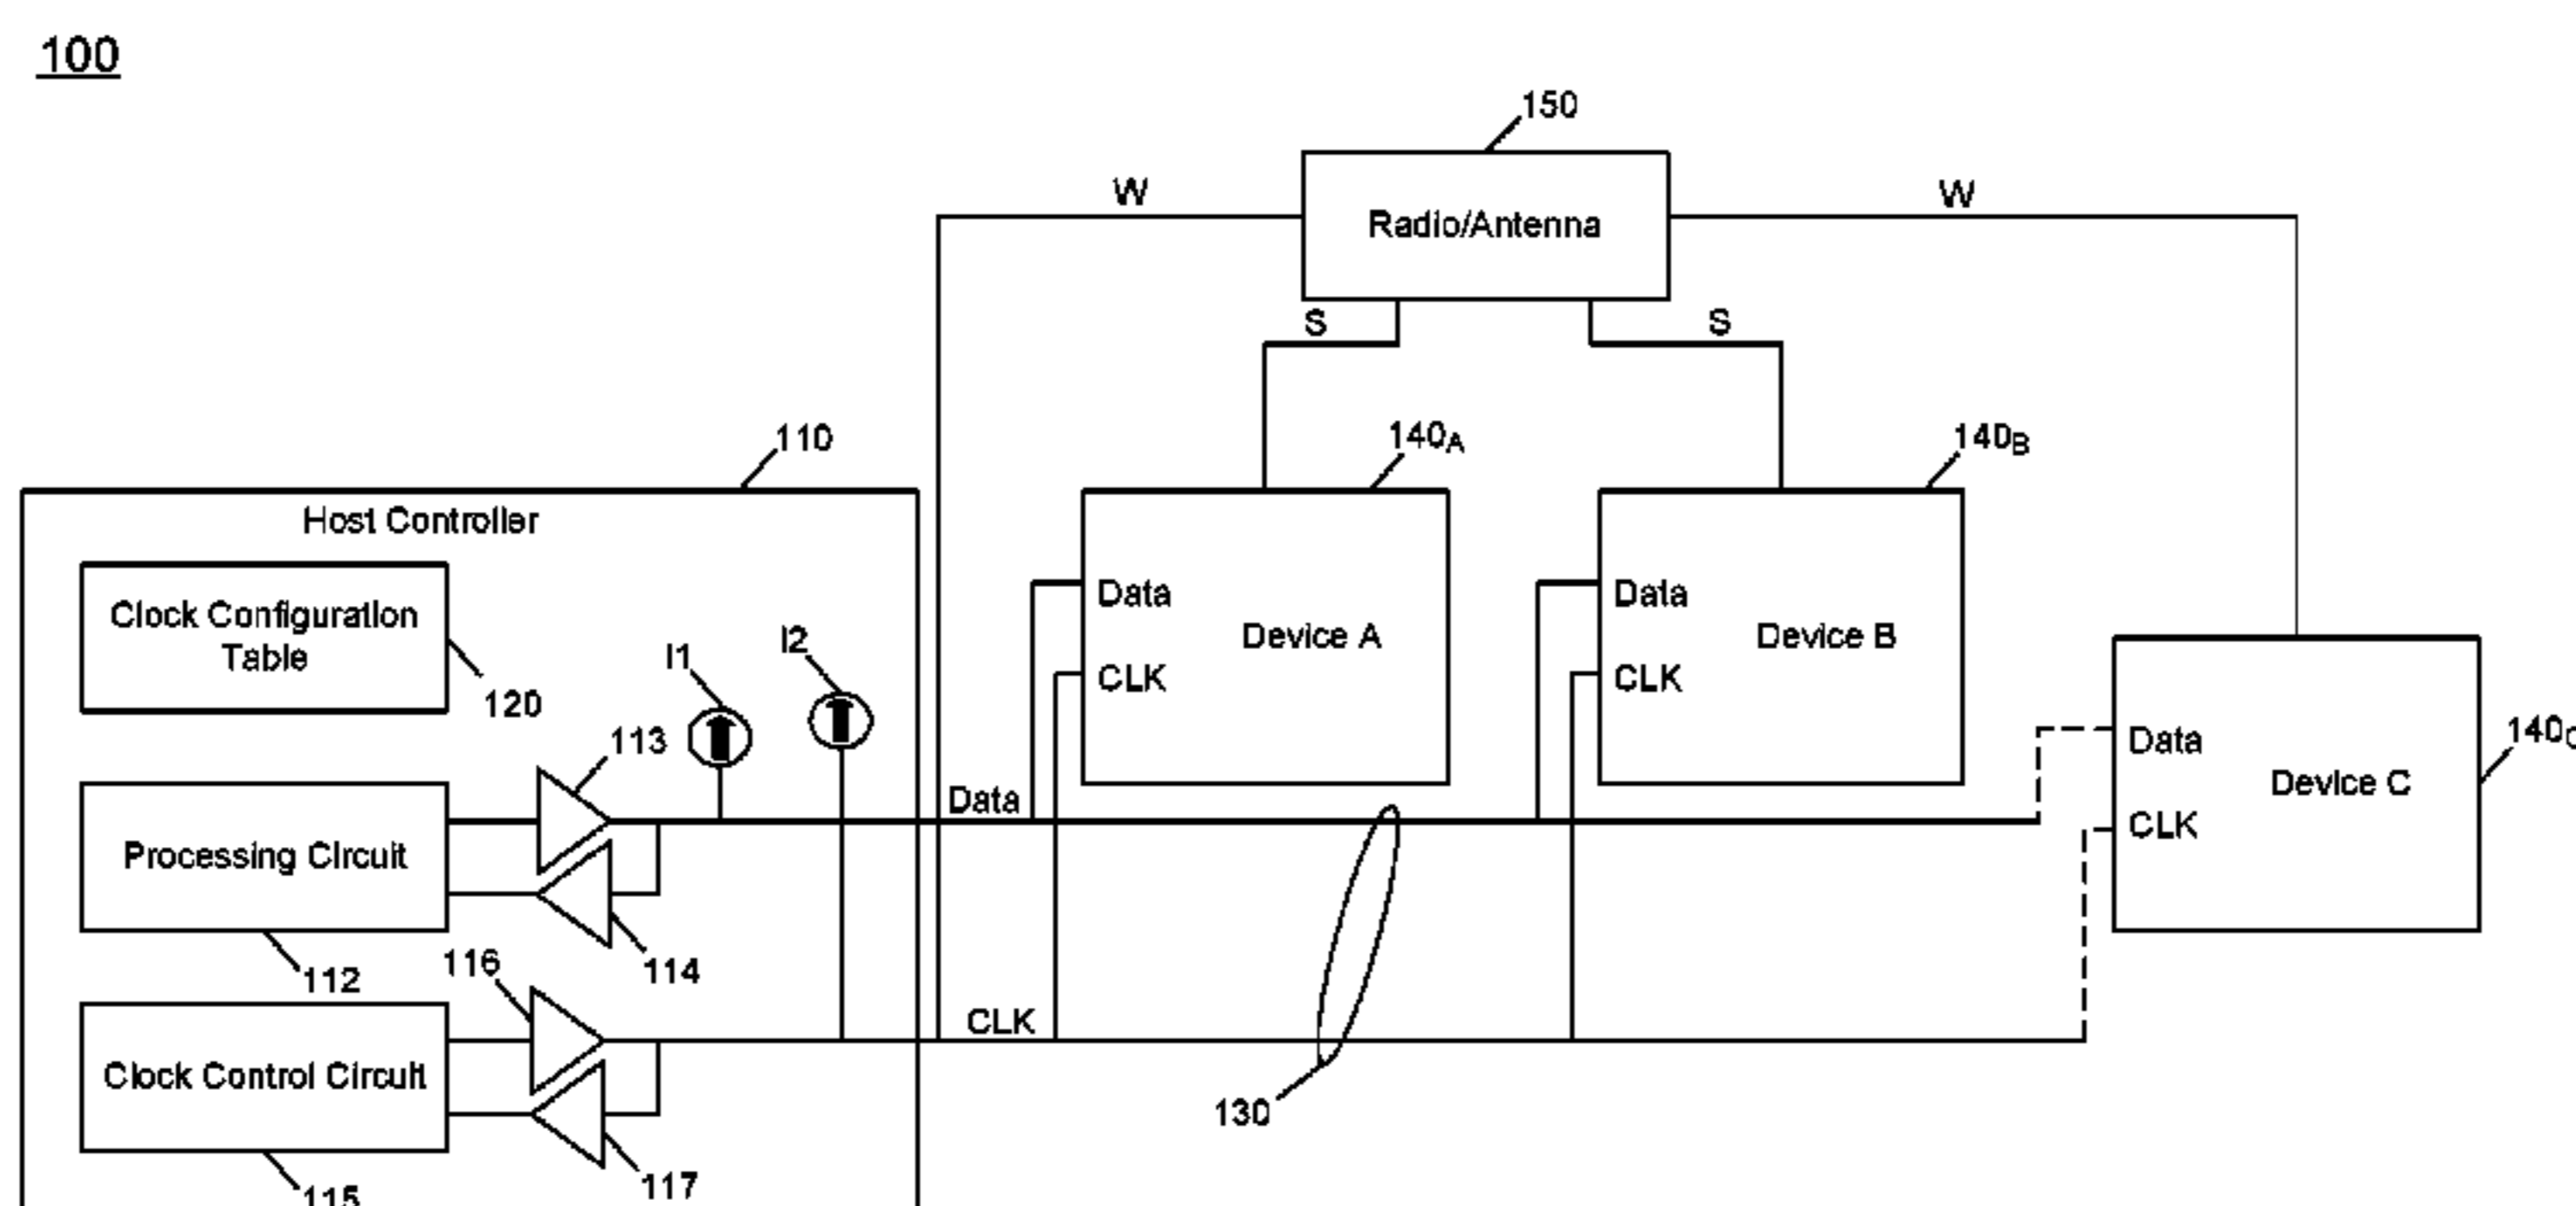 100
150
W
Radio/Antenna
W
S
S
110
140A
140B
Host Controller
Clock Configuration
Table
120
I1
I2
Data
Device A
CLK
Data
Device B
CLK
Data
Device C
CLK
140C
113
Data
Processing Circuit
114
112
116
CLK
Clock Control Circuit
130
117
115